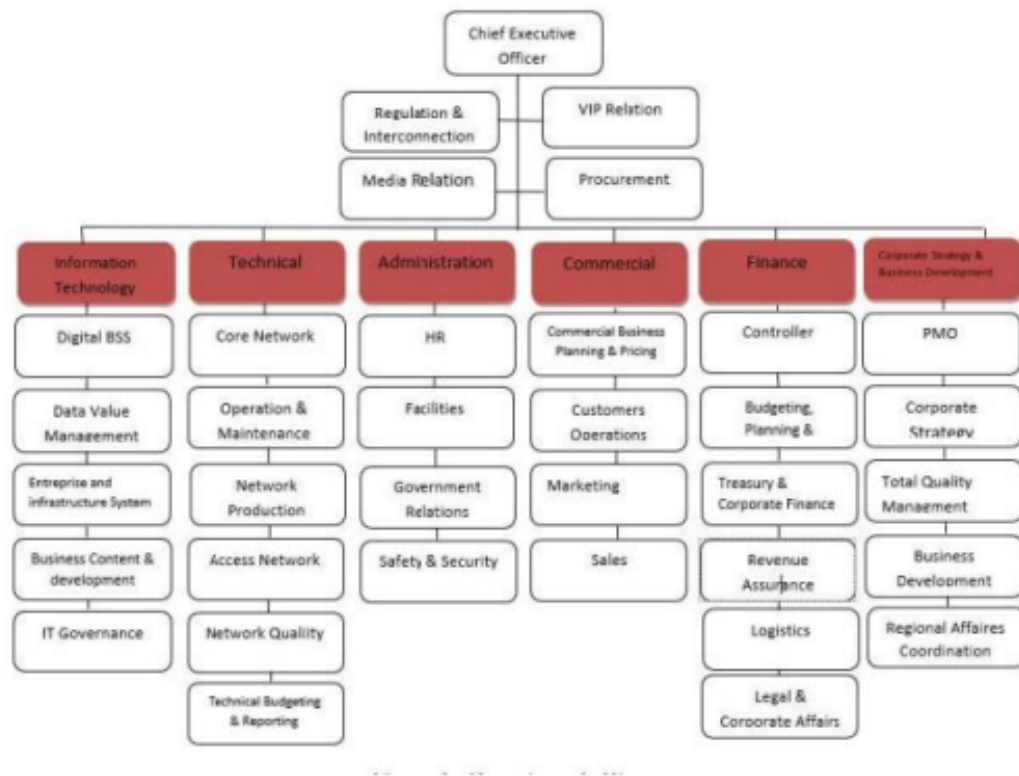 Chief Executive
Officer
Regulation &
Interconnection
VIP Relation
Media Relation
Procurement
Information
Technology
Technical
Administration
Commercial
Finance
Corporate Strategy &
Business Development
Digital BSS
Core Network
HR
Commercial Business
Planning & Pricing
Controller
PMO
Data Value
Management
Operation &
Maintenance
Facilities
Customers
Operations
Budgeting,
Planning &
Corporate
Strategy
Entreprise and
infrastructure System
Network
Production
Government
Relations
Marketing
Treasury &
Corporate Finance
Total Quality
Management
Business Content &
development
Access Network
Safety & Security
Sales
Revenue
Assurance
Business
Development
IT Governance
Network Quality
Logistics
Regional Affaires
Coordination
Technical Budgeting
& Reporting
Legal &
Corporate Affairs